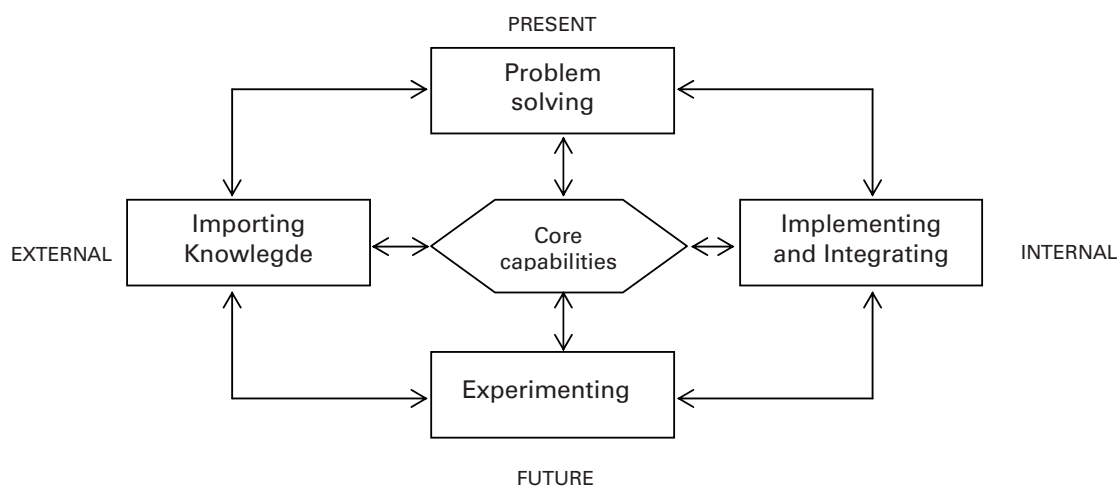 PRESENT
Problem
solving
Importing
Knowlegde
EXTERNAL
Core
capabilities
Implementing
and Integrating
INTERNAL
Experimenting
FUTURE